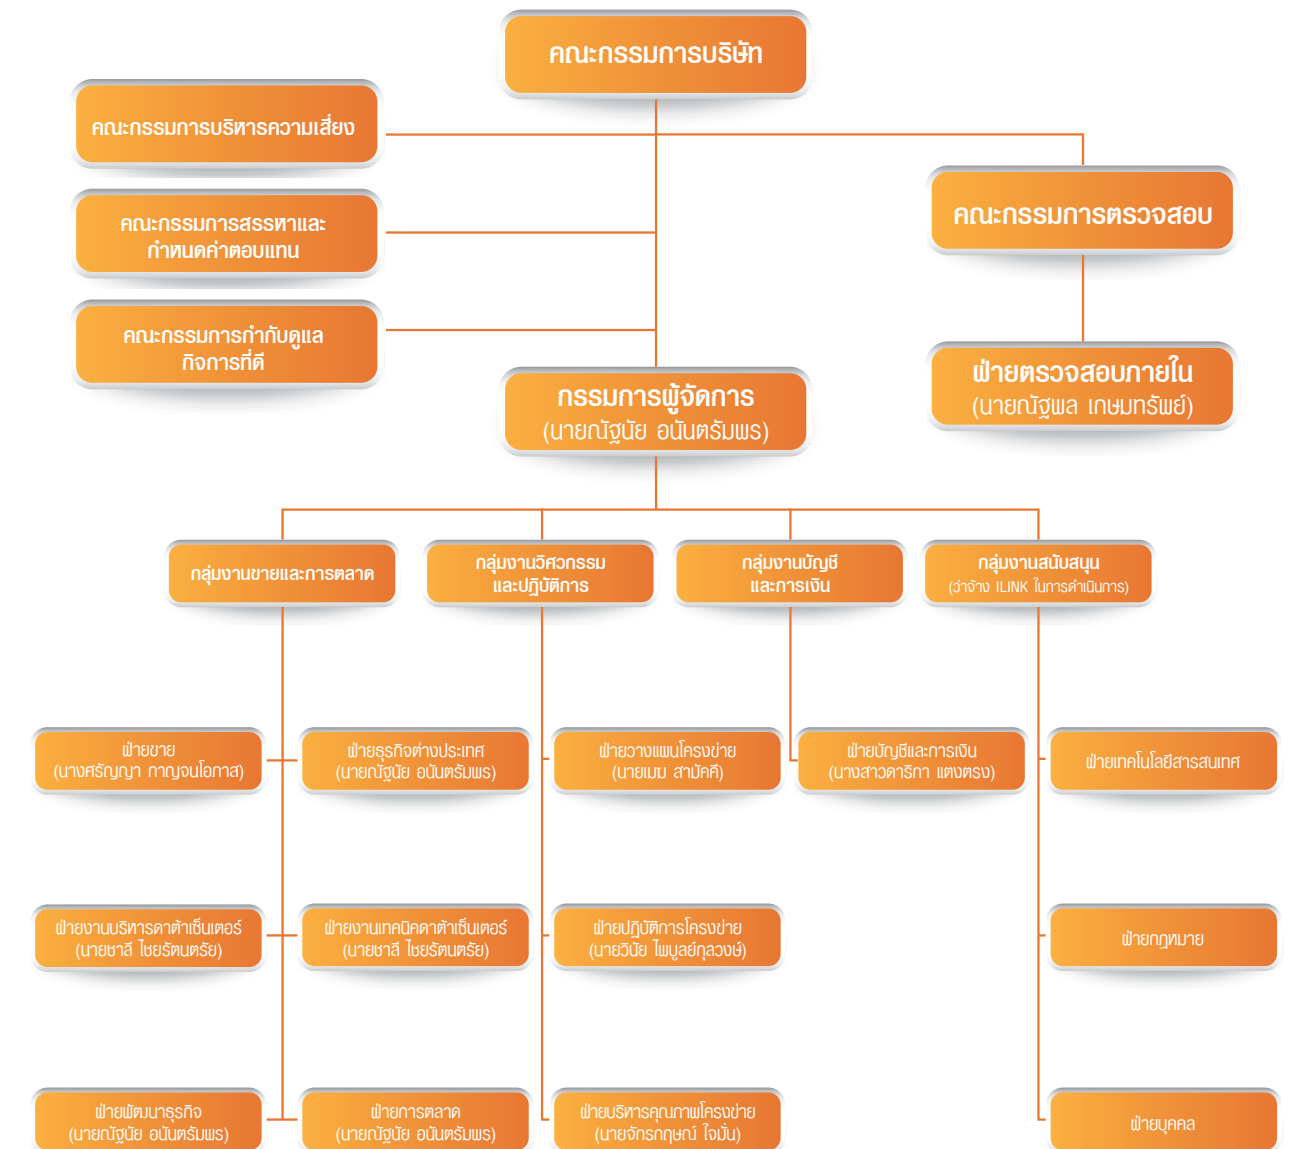 คณะกรรมการบริษัท
คณะกรรมการบริหารความเสี่ยง
คณะกรรมการสรรหาและ
กำหนดค่าตอบแทน
คณะกรรมการกำกับดูแล
กิจการที่ดี
คณะกรรมการตรวจสอบ
ฝ่ายตรวจสอบภายใน
(นายณัฐพล เกษมทรัพย์)
กรรมการผู้จัดการ
(นายณัฐนัย อนันตรัมพร)
กลุ่มงานขายและการตลาด
กลุ่มงานวิศวกรรม
และปฏิบัติการ
กลุ่มงานบัญชี
และการเงิน
กลุ่มงานสนับสนุน
(ว่าจ้าง ILINK ในการดำเนินการ)
ฝ่ายขาย
(นางศรัญญา กาญจนโอภาส)
ฝ่ายธุรกิจต่างประเทศ
(นายณัฐนัย อนันตรัมพร)
ฝ่ายวางแผนโครงข่าย
(นายเมม สามัคคี)
ฝ่ายบัญชีและการเงิน
(นางสาวดาริกา แตงตรง)
ฝ่ายเทคโนโลยีสารสนเทศ
ฝ่ายงานบริหารดาต้าเซ็นเตอร์
(นายชาลี ไชยรัตนตรัย)
ฝ่ายงานเทคนิคดาต้าเซ็นเตอร์
(นายชาลี ไชยรัตนตรัย)
ฝ่ายปฏิบัติการโครงข่าย
(นายวินัย ไพบูลย์กุลวงษ์)
ฝ่ายกฎหมาย
ฝ่ายพัฒนาธุรกิจ
(นายณัฐนัย อนันตรัมพร)
ฝ่ายการตลาด
(นายณัฐนัย อนันตรัมพร)
ฝ่ายบริหารคุณภาพโครงข่าย
(นายจักรกฤษณ์ ใจมั่น)
ฝ่ายบุคคล